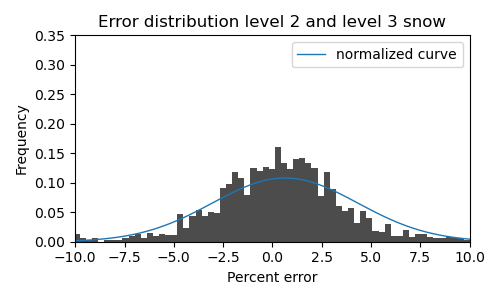 Error distribution level 2 and level 3 snow
0.35
0.30
0.25
0.20
0.15
0.10
0.05
0.00
Frequency
normalized curve
−10.0 −7.5 −5.0 −2.5 0.0 2.5 5.0 7.5 10.0
Percent error